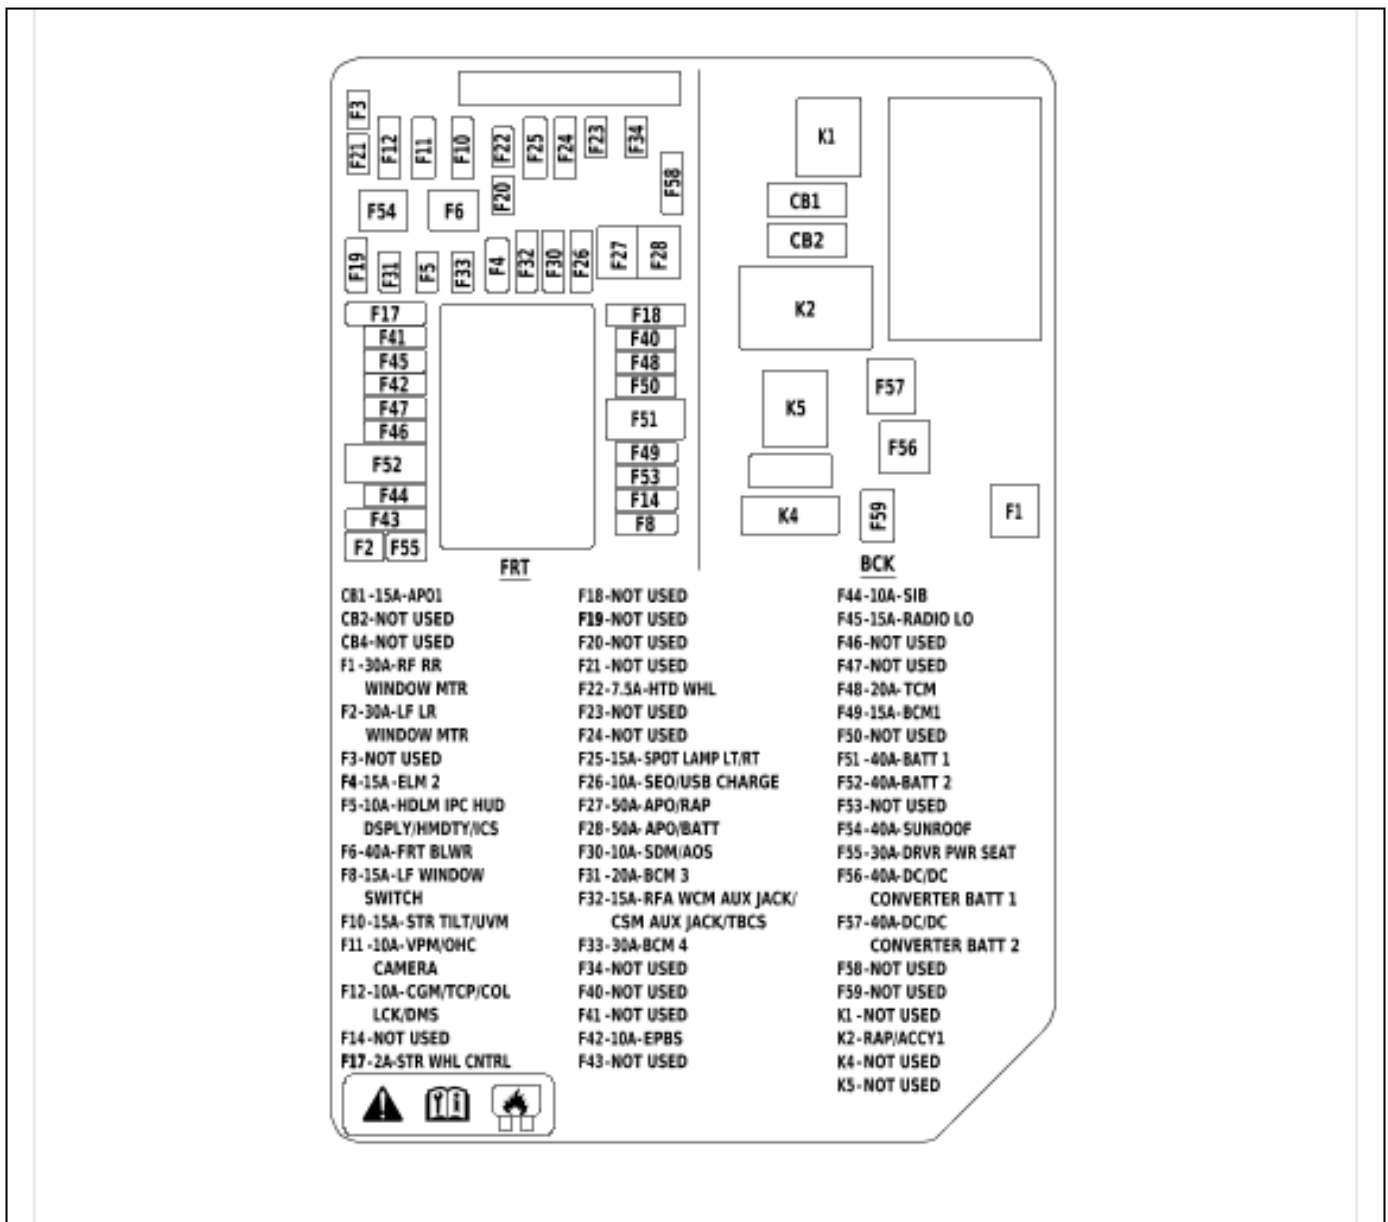 F3
F21
F12
F11
F10
F22
F25
F24
F23
F34
F20
F58
F54
F6
F19
F31
F5
F33
F4
F32
F30
F26
F27
F28
F17
F41
F45
F42
F47
F46
F52
F44
F43
F2 F55
F18
F40
F48
F50
F51
F49
F53
F14
F8
FRT
K1
CB1
CB2
K2
K5
F57
F56
K4
F59
F1
BCK
CB1-15A-APO1
CB2-NOT USED
CB4-NOT USED
F1-30A-RF RR
WINDOW MTR
F2-30A-LF LR
WINDOW MTR
F3-NOT USED
F4-15A-ELM 2
F5-10A-HDLM IPC HUD
DSPLY/HMDTY/ICS
F6-40A-FRT BLWR
F8-15A-LF WINDOW
SWITCH
F10-15A-STR TILT/UVM
F11-10A-VPM/OHC
CAMERA
F12-10A-CGM/TCP/COL
LCK/DMS
F14-NOT USED
F17-2A-STR WHL CNTRL
F18-NOT USED
F19-NOT USED
F20-NOT USED
F21-NOT USED
F22-7.5A-HTD WHL
F23-NOT USED
F24-NOT USED
F25-15A-SPOT LAMP LT/RT
F26-10A-SEO/USB CHARGE
F27-50A-APO/RAP
F28-50A-APO/BATT
F30-10A-SDM/AOS
F31-20A-BCM 3
F32-15A-RFA WCM AUX JACK/
CSM AUX JACK/TBCS
F33-30A-BCM 4
F34-NOT USED
F40-NOT USED
F41-NOT USED
F42-10A-EPBS
F43-NOT USED
F44-10A-SIB
F45-15A-RADIO LO
F46-NOT USED
F47-NOT USED
F48-20A-TCM
F49-15A-BCM1
F50-NOT USED
F51-40A-BATT 1
F52-40A-BATT 2
F53-NOT USED
F54-40A-SUNROOF
F55-30A-DRVR PWR SEAT
F56-40A-DC/DC
CONVERTER BATT 1
F57-40A-DC/DC
CONVERTER BATT 2
F58-NOT USED
F59-NOT USED
K1-NOT USED
K2-RAP/ACCY1
K4-NOT USED
K5-NOT USED